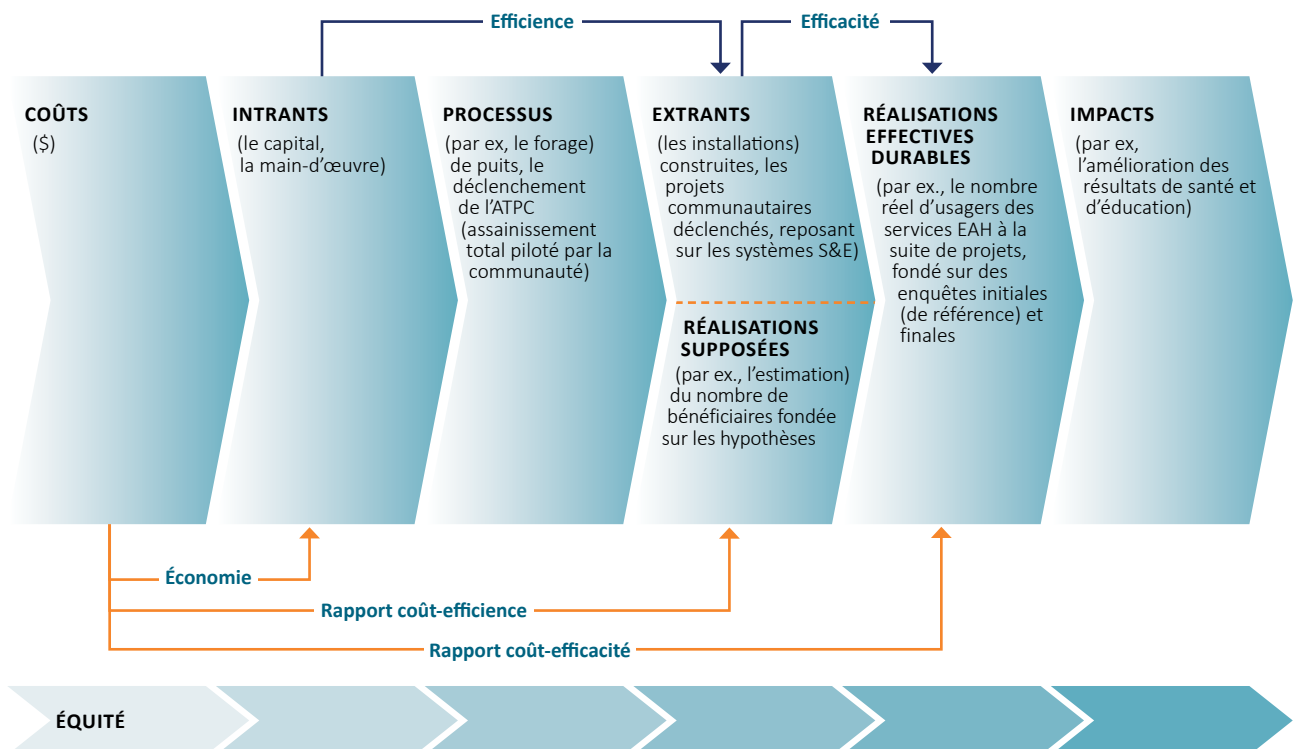 Efficience
Efficacité
COÛTS
($)
INTRANTS
(le capital,
la main-d’œuvre)
PROCESSUS
(par ex, le forage)
de puits, le
déclenchement
de l’ATPC
(assainissement
total piloté par la
communauté)
EXTRANTS
(les installations)
construites, les
projets
communautaires
déclenchés, reposant
sur les systèmes S&E)
RÉALISATIONS
SUPPOSÉES
(par ex., l’estimation)
du nombre de
bénéficiaires fondée
sur les hypothèses
RÉALISATIONS
EFFECTIVES
DURABLES
(par ex., le nombre
réel d’usagers des
services EAH à la
suite de projets,
fondé sur des
enquêtes initiales
(de référence) et
finales
IMPACTS
(par ex,
l’amélioration des
résultats de santé et
d’éducation)
Économie
Rapport coût-efficience
Rapport coût-efficacité
ÉQUITÉ